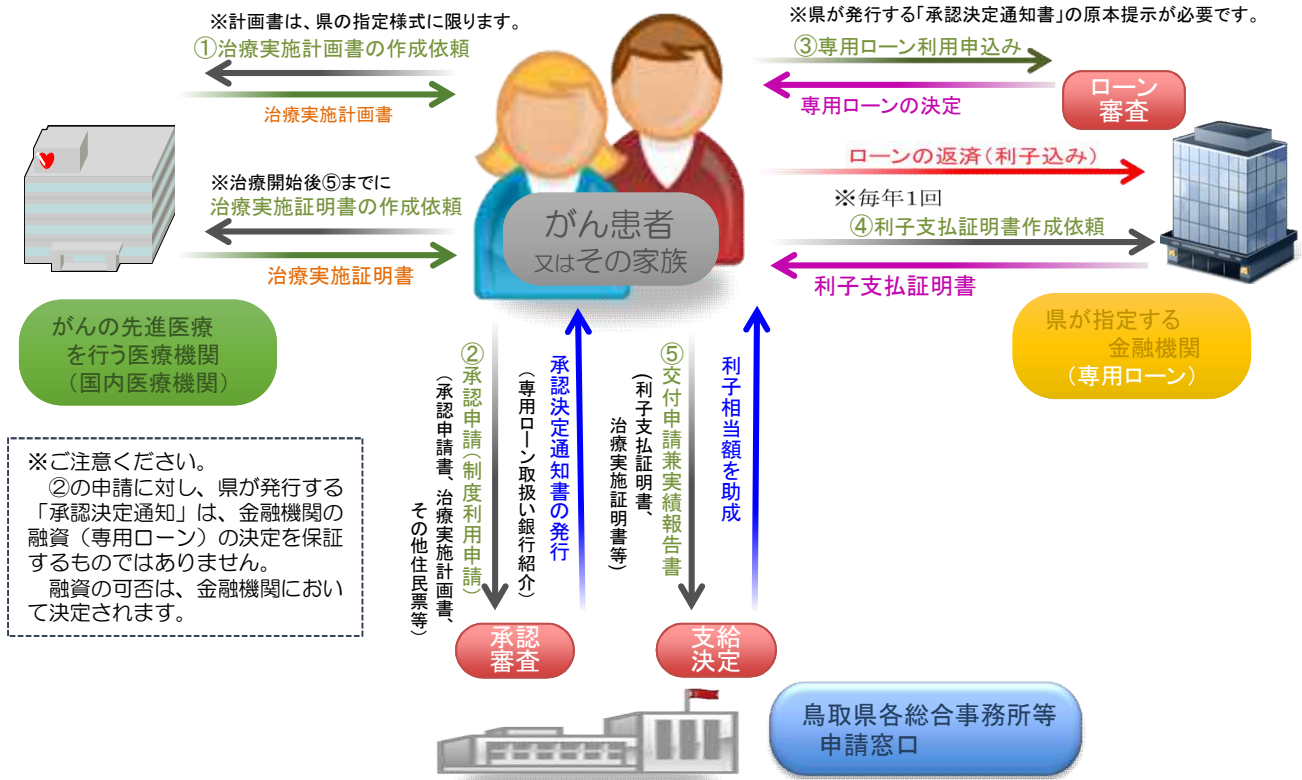 ※計画書は、県の指定様式に限ります。
①治療実施計画書の作成依頼
治療実施計画書
※治療開始後⑤までに
治療実施証明書の作成依頼
治療実施証明書
がんの先進医療
を行う医療機関
（国内医療機関）
がん患者
又はその家族
※県が発行する「承認決定通知書」の原本提示が必要です。
③専用ローン利用申込み
専用ローンの決定
ローン
審査
ローンの返済（利子込み）
※毎年1回
④利子支払証明書作成依頼
利子支払証明書
県が指定する
金融機関
（専用ローン）
②承認申請（制度利用申請）
（承認申請書、治療実施計画書、
その他住民票等）
承認決定通知書の発行
（専用ローン取扱い銀行紹介）
⑤交付申請兼実績報告書
（利子支払証明書、
治療実施証明書等）
利子相当額を助成
※ご注意ください。
②の申請に対し、県が発行する
「承認決定通知」は、金融機関の
融資（専用ローン）の決定を保証
するものではありません。
融資の可否は、金融機関におい
て決定されます。
承認
審査
支給
決定
鳥取県各総合事務所等
申請窓口